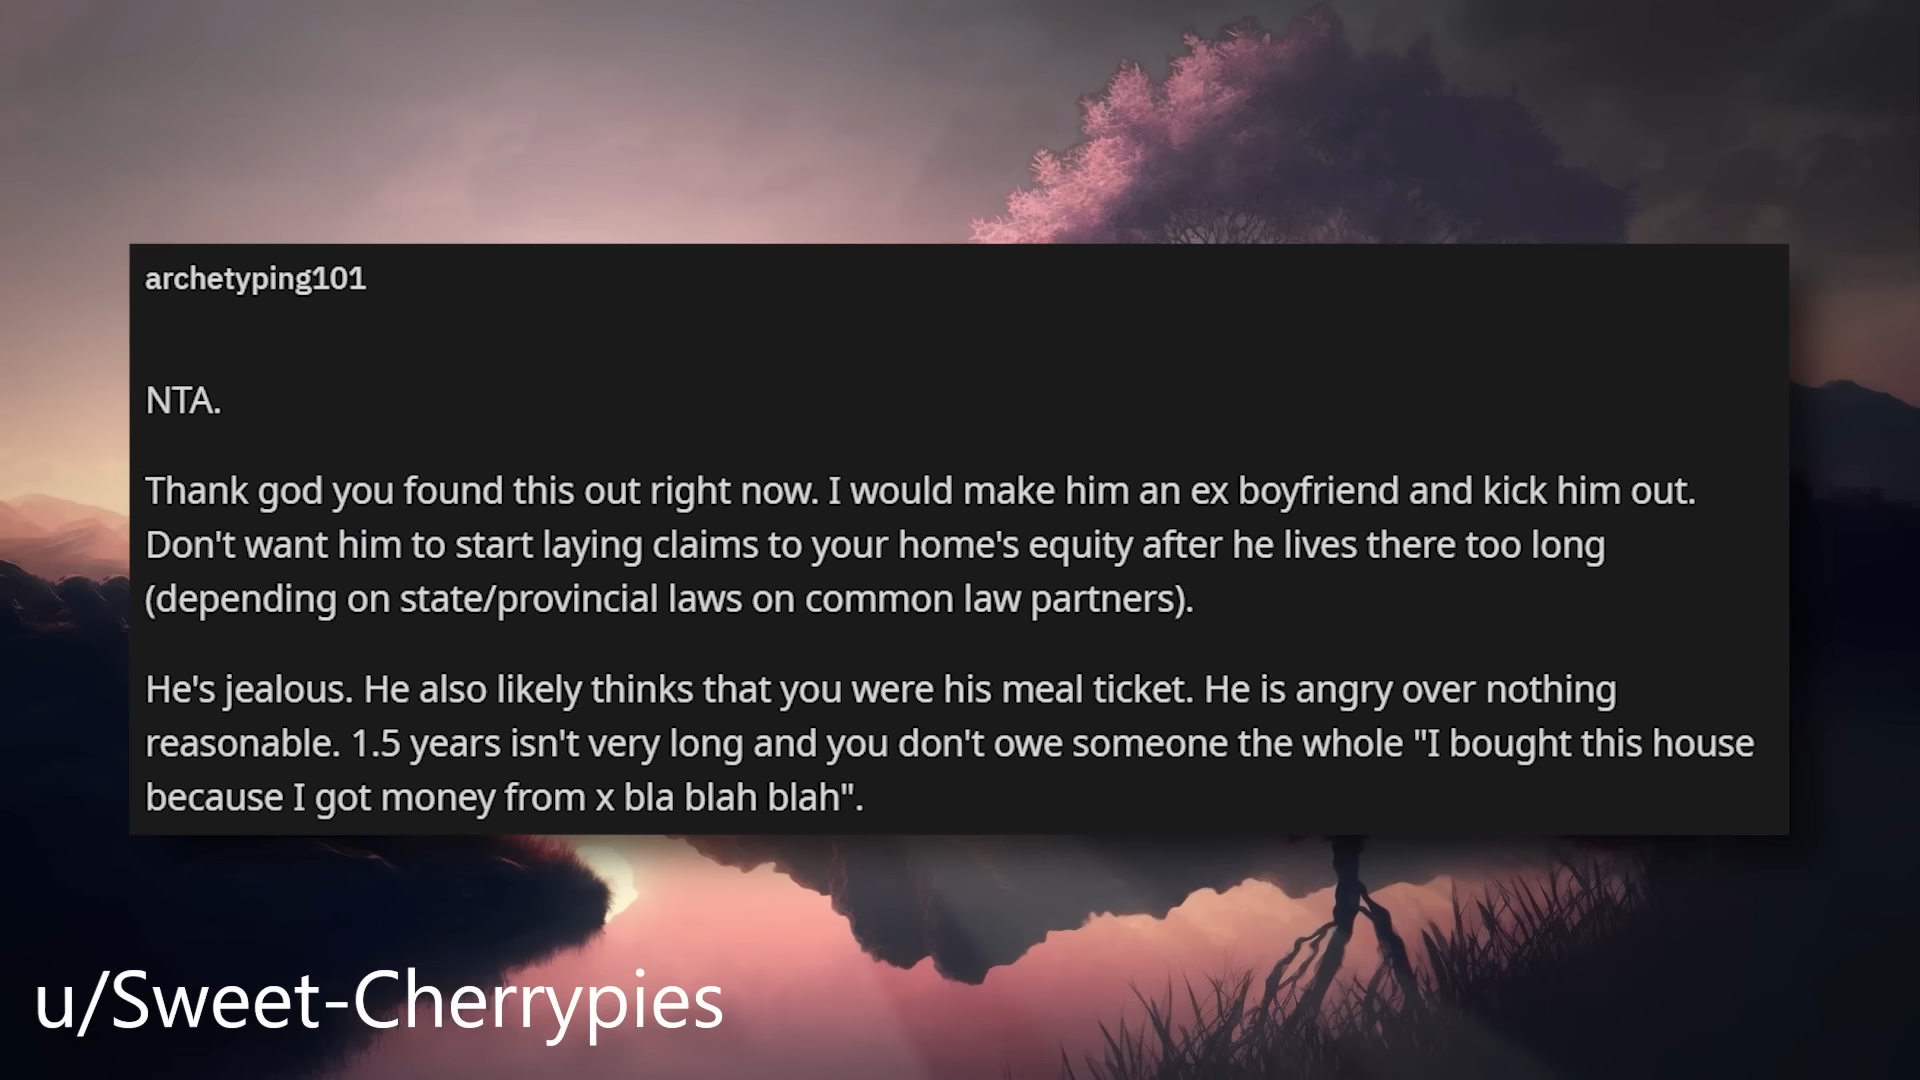 archetyping101
NTA.
Thank god you found this out right now. I would make him an ex boyfriend and kick him out.
Don't want him to start laying claims to your home's equity after he lives there too long
(depending on state/provincial laws on common law partners).
He's jealous. He also likely thinks that you were his meal ticket. He is angry over nothing
reasonable. 1.5 years isn't very long and you don't owe someone the whole "I bought this house
because I got money from x bla blah blah".
u/Sweet-Cherrypies